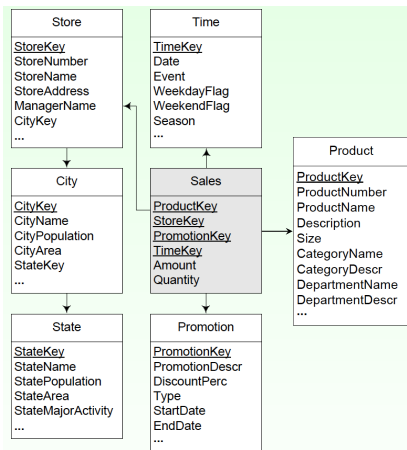 Store
StoreKey
StoreNumber
StoreName
StoreAddress
ManagerName
CityKey
...
Time
TimeKey
Date
Event
WeekdayFlag
WeekendFlag
Season
...
Product
ProductKey
ProductNumber
ProductName
Description
Size
CategoryName
CategoryDescr
DepartmentName
DepartmentDescr
...
City
CityKey
CityName
CityPopulation
CityArea
StateKey
...
Sales
ProductKey
StoreKey
PromotionKey
TimeKey
Amount
Quantity
State
StateKey
StateName
StatePopulation
StateArea
StateMajorActivity
...
Promotion
PromotionKey
PromotionDescr
DiscountPerc
Type
StartDate
EndDate
...